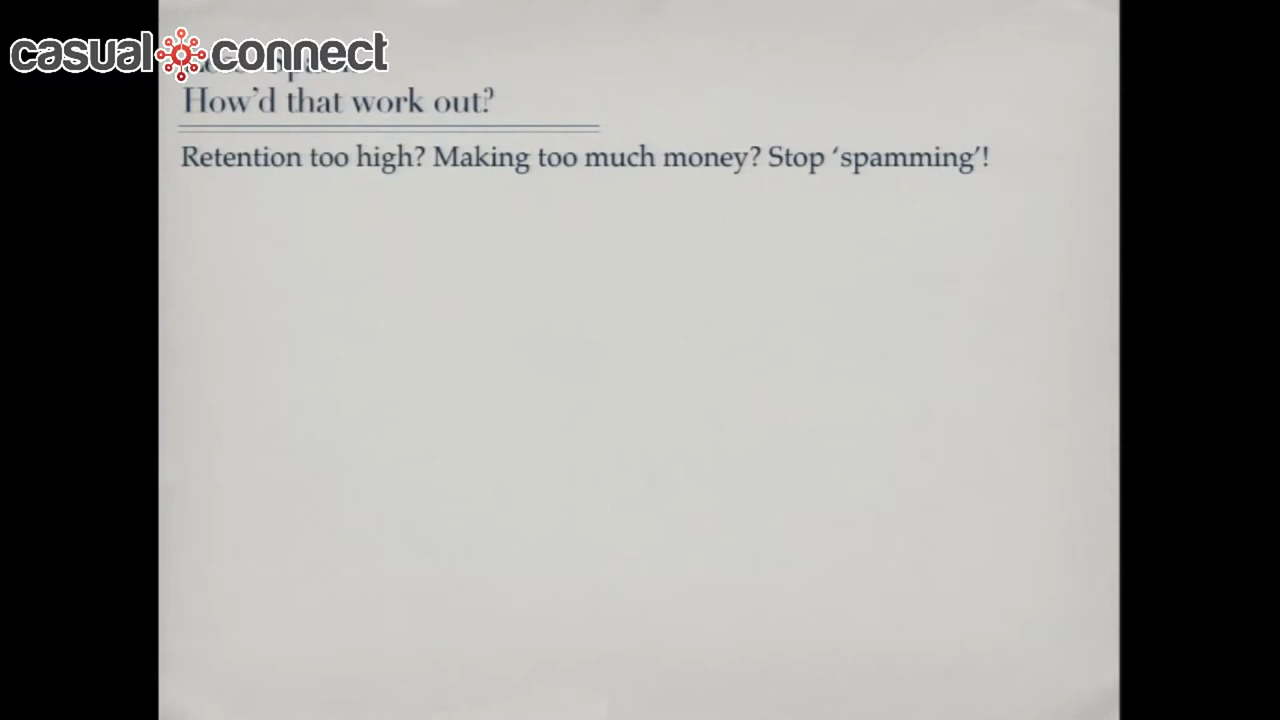 casual connect
How'd that work out?
Retention too high? Making too much money? Stop ‘spamming’!